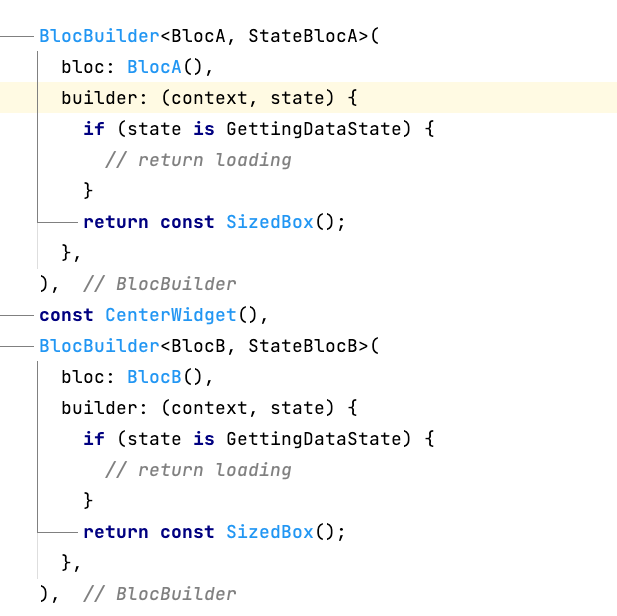 BlocBuilder<BlocA, StateBlocA>(
  bloc: BlocA(),
  builder: (context, state) {
    if (state is GettingDataState) {
      // return loading
    }
    return const SizedBox();
  },
),  // BlocBuilder
const CenterWidget(),
BlocBuilder<BlocB, StateBlocB>(
  bloc: BlocB(),
  builder: (context, state) {
    if (state is GettingDataState) {
      // return loading
    }
    return const SizedBox();
  },
),  // BlocBuilder